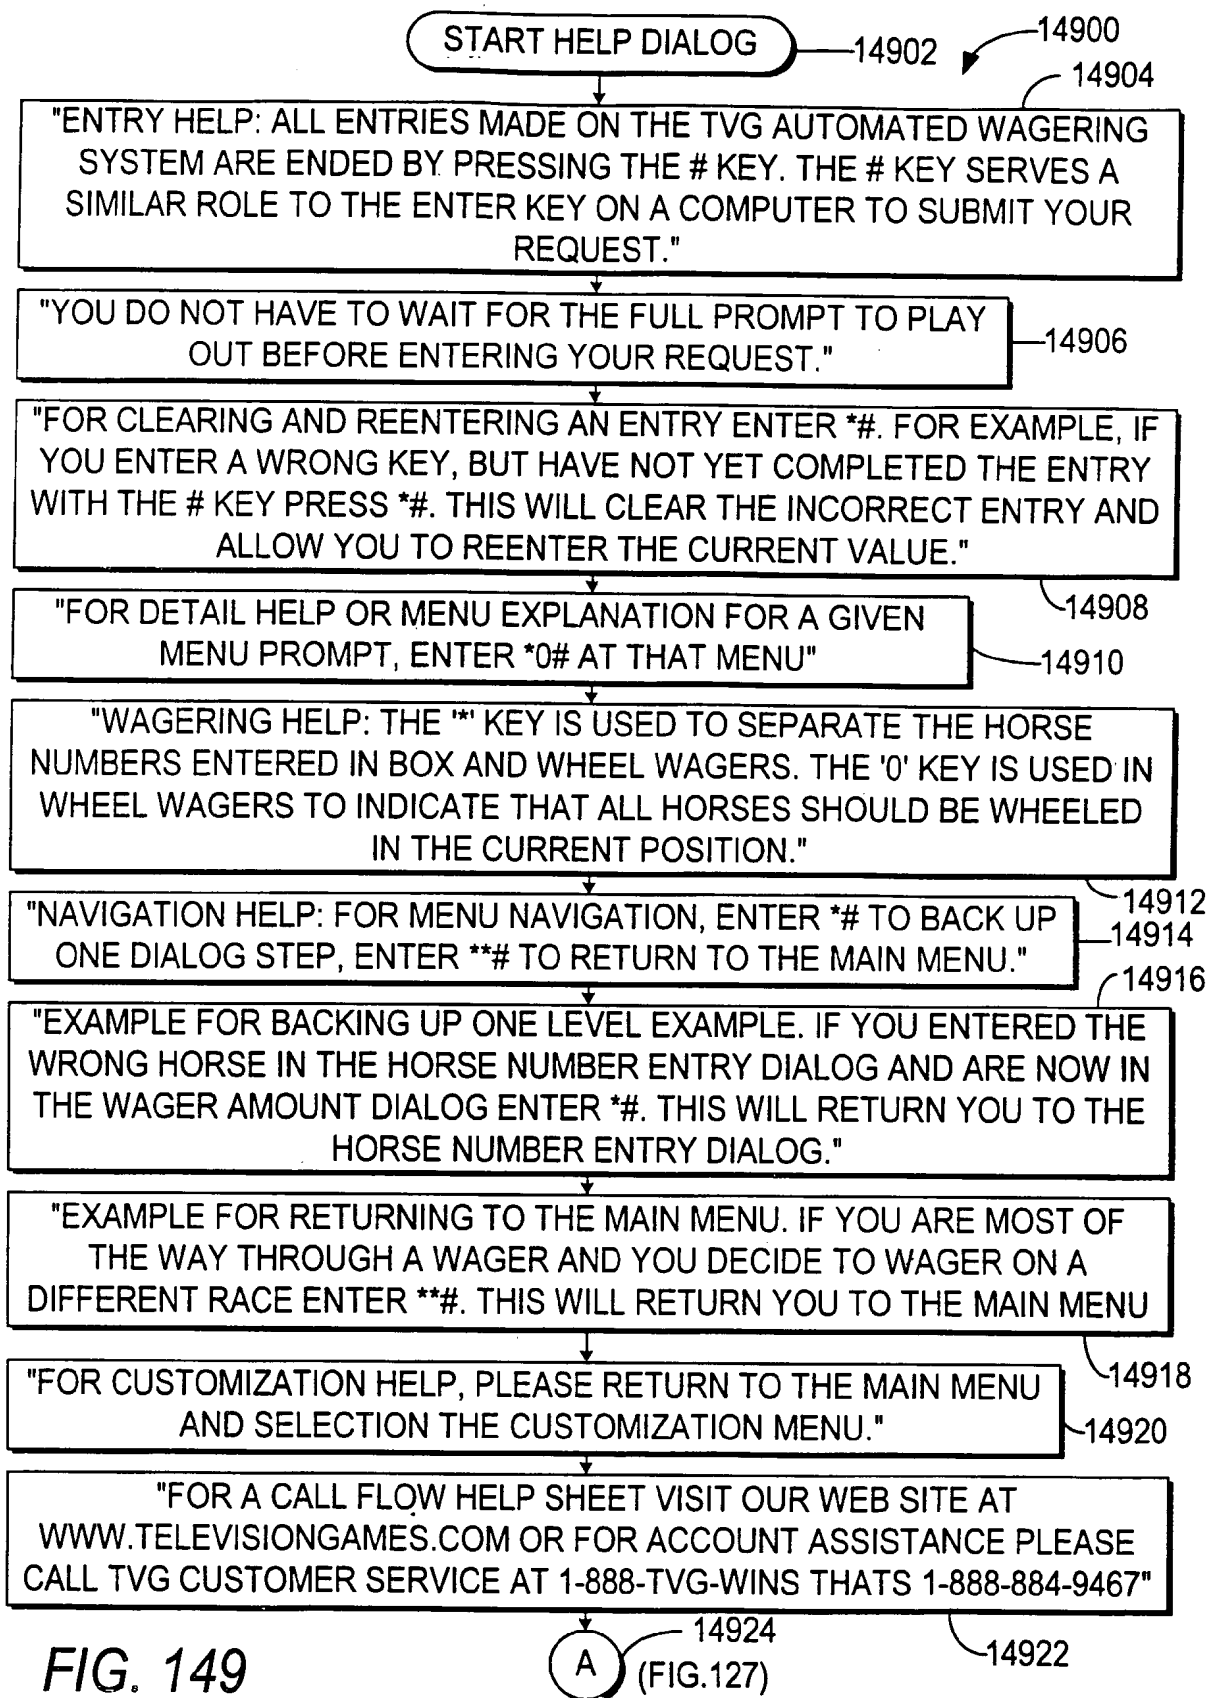 START HELP DIALOG
14902
14900
14904
"ENTRY HELP: ALL ENTRIES MADE ON THE TVG AUTOMATED WAGERING
SYSTEM ARE ENDED BY PRESSING THE # KEY. THE # KEY SERVES A
SIMILAR ROLE TO THE ENTER KEY ON A COMPUTER TO SUBMIT YOUR
REQUEST."
"YOU DO NOT HAVE TO WAIT FOR THE FULL PROMPT TO PLAY
OUT BEFORE ENTERING YOUR REQUEST."
14906
"FOR CLEARING AND REENTERING AN ENTRY ENTER *#. FOR EXAMPLE, IF
YOU ENTER A WRONG KEY, BUT HAVE NOT YET COMPLETED THE ENTRY
WITH THE # KEY PRESS *#. THIS WILL CLEAR THE INCORRECT ENTRY AND
ALLOW YOU TO REENTER THE CURRENT VALUE."
14908
"FOR DETAIL HELP OR MENU EXPLANATION FOR A GIVEN
MENU PROMPT, ENTER *0# AT THAT MENU"
14910
"WAGERING HELP: THE '*' KEY IS USED TO SEPARATE THE HORSE
NUMBERS ENTERED IN BOX AND WHEEL WAGERS. THE '0' KEY IS USED IN
WHEEL WAGERS TO INDICATE THAT ALL HORSES SHOULD BE WHEELED
IN THE CURRENT POSITION."
14912
"NAVIGATION HELP: FOR MENU NAVIGATION, ENTER *# TO BACK UP
ONE DIALOG STEP, ENTER **# TO RETURN TO THE MAIN MENU."
14914
14916
"EXAMPLE FOR BACKING UP ONE LEVEL EXAMPLE. IF YOU ENTERED THE
WRONG HORSE IN THE HORSE NUMBER ENTRY DIALOG AND ARE NOW IN
THE WAGER AMOUNT DIALOG ENTER *#. THIS WILL RETURN YOU TO THE
HORSE NUMBER ENTRY DIALOG."
"EXAMPLE FOR RETURNING TO THE MAIN MENU. IF YOU ARE MOST OF
THE WAY THROUGH A WAGER AND YOU DECIDE TO WAGER ON A
DIFFERENT RACE ENTER **#. THIS WILL RETURN YOU TO THE MAIN MENU
14918
"FOR CUSTOMIZATION HELP, PLEASE RETURN TO THE MAIN MENU
AND SELECTION THE CUSTOMIZATION MENU."
14920
"FOR A CALL FLOW HELP SHEET VISIT OUR WEB SITE AT
WWW.TELEVISIONGAMES.COM OR FOR ACCOUNT ASSISTANCE PLEASE
CALL TVG CUSTOMER SERVICE AT 1-888-TVG-WINS THATS 1-888-884-9467"
14922
A
14924
(FIG.127)
FIG. 149